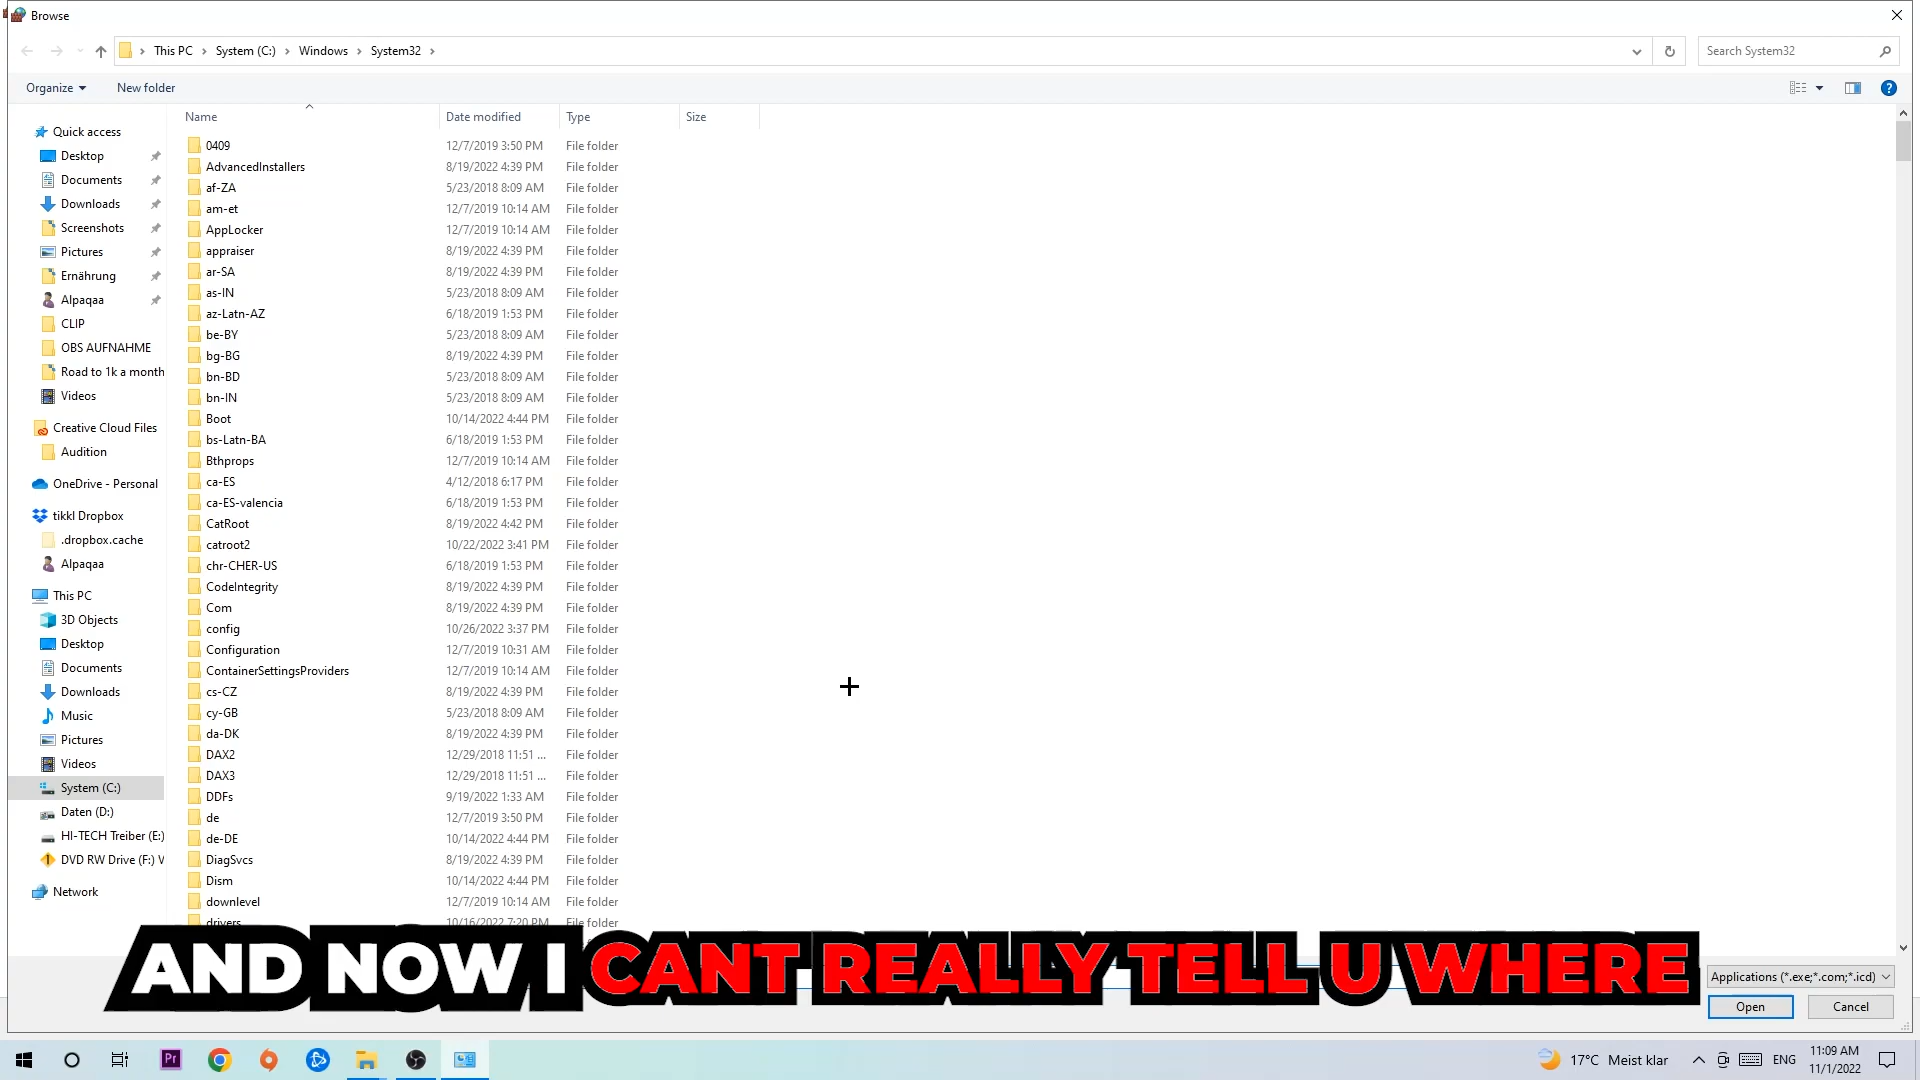 Browse
This PC > System (C:) > Windows > System32 >
Search System32
Organize
New folder
Name Date modified Type Size
Quick access
Desktop
Documents
Downloads
Screenshots
Pictures
Ernährung
Alpaqaa
CLIP
OBS AUFNAHME
Road to 1k a month
Videos
Creative Cloud Files
Audition
OneDrive - Personal
tikkl Dropbox
.dropbox.cache
Alpaqaa
This PC
3D Objects
Desktop
Documents
Downloads
Music
Pictures
Videos
System (C:)
Daten (D:)
HI-TECH Treiber (E:)
DVD RW Drive (F:) V
Network
0409 12/7/2019 3:50 PM File folder
AdvancedInstallers 8/19/2022 4:39 PM File folder
af-ZA 5/23/2018 8:09 AM File folder
am-et 12/7/2019 10:14 AM File folder
AppLocker 12/7/2019 10:14 AM File folder
appraiser 8/19/2022 4:39 PM File folder
ar-SA 8/19/2022 4:39 PM File folder
as-IN 5/23/2018 8:09 AM File folder
az-Latn-AZ 6/18/2019 1:53 PM File folder
be-BY 5/23/2018 8:09 AM File folder
bg-BG 8/19/2022 4:39 PM File folder
bn-BD 5/23/2018 8:09 AM File folder
bn-IN 5/23/2018 8:09 AM File folder
Boot 10/14/2022 4:44 PM File folder
bs-Latn-BA 6/18/2019 1:53 PM File folder
Bthprops 12/7/2019 10:14 AM File folder
ca-ES 4/12/2018 6:17 PM File folder
ca-ES-valencia 6/18/2019 1:53 PM File folder
CatRoot 8/19/2022 4:42 PM File folder
catroot2 10/22/2022 3:41 PM File folder
chr-CHER-US 6/18/2019 1:53 PM File folder
CodeIntegrity 8/19/2022 4:39 PM File folder
Com 8/19/2022 4:39 PM File folder
config 10/26/2022 3:37 PM File folder
Configuration 12/7/2019 10:31 AM File folder
ContainerSettingsProviders 12/7/2019 10:14 AM File folder
cs-CZ 8/19/2022 4:39 PM File folder
cy-GB 5/23/2018 8:09 AM File folder
da-DK 8/19/2022 4:39 PM File folder
DAX2 12/29/2018 11:51 ... File folder
DAX3 12/29/2018 11:51 ... File folder
DDFs 9/19/2022 1:33 AM File folder
de 12/7/2019 3:50 PM File folder
de-DE 10/14/2022 4:44 PM File folder
DiagSvcs 8/19/2022 4:39 PM File folder
Dism 10/14/2022 4:44 PM File folder
downlevel 12/7/2019 10:14 AM File folder
drivers 10/16/2022 7:20 PM File folder
AND NOW I CANT REALLY TELL U WHERE
Applications (*.exe;*.com;*.icd)
Open Cancel
Pr
17°C Meist klar
ENG
11:09 AM
11/1/2022